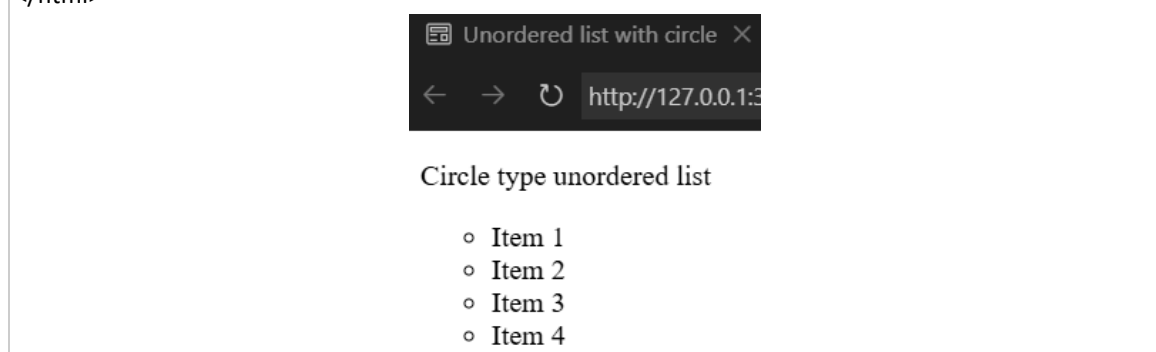 </html>
Unordered list with circle
http://127.0.0.1:3
Circle type unordered list
Item 1
Item 2
Item 3
Item 4